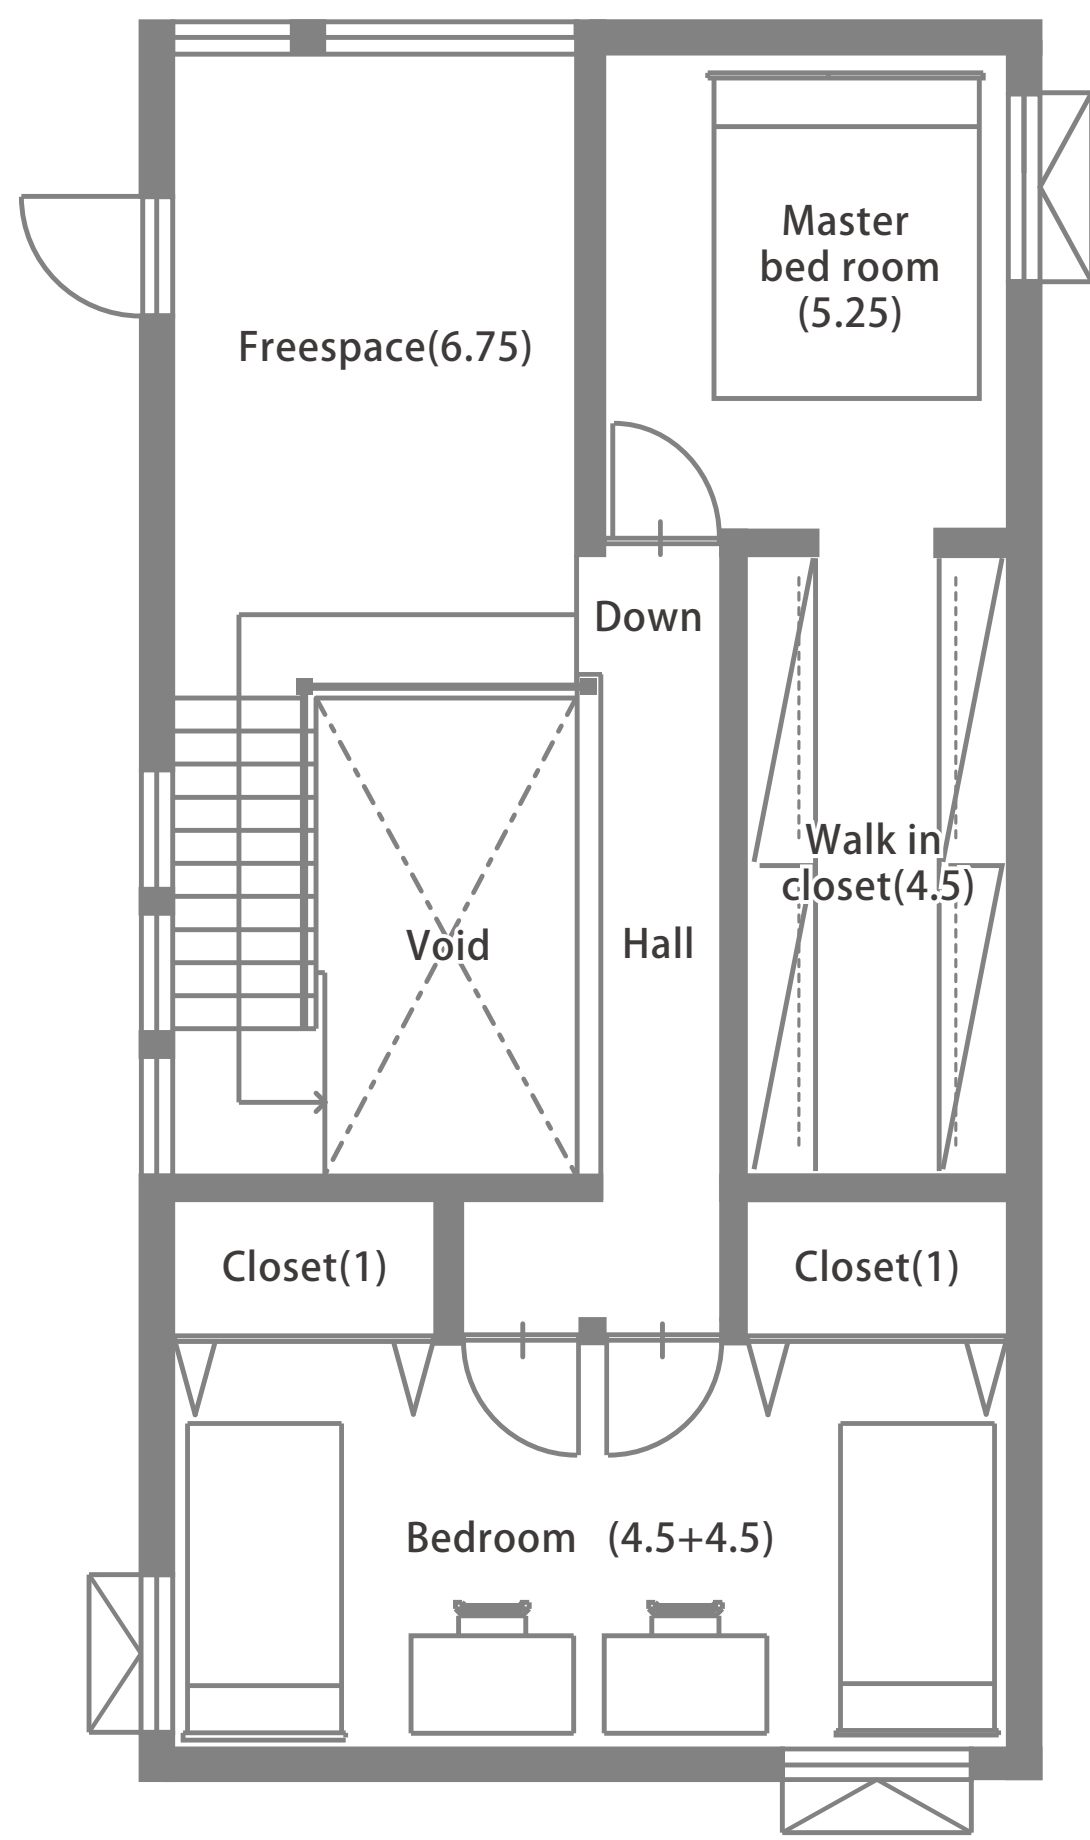 Master
bed room
(5.25)
Freespace(6.75)
Down
Walk in
closet(4.5)
Void
Hall
Closet(1)
Closet(1)
Bedroom (4.5+4.5)